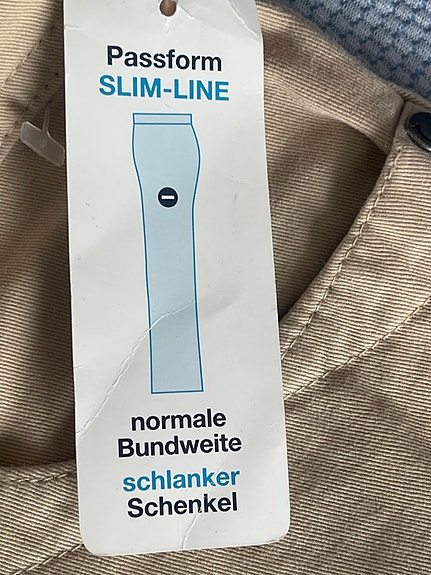 Passform
SLIM-LINE
normale
Bundweite
schlanker
Schenkel